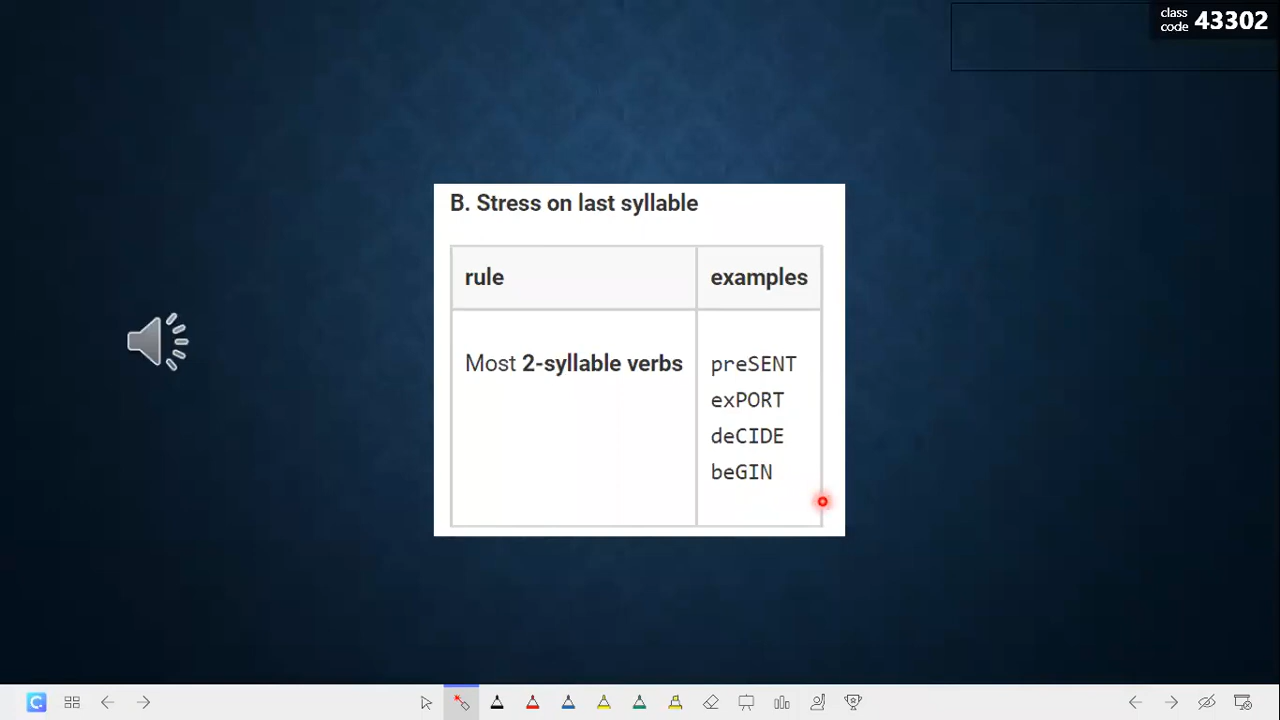 class
code 43302
B. Stress on last syllable
rule examples
Most 2-syllable verbs preSENT
exPORT
deCIDE
beGIN